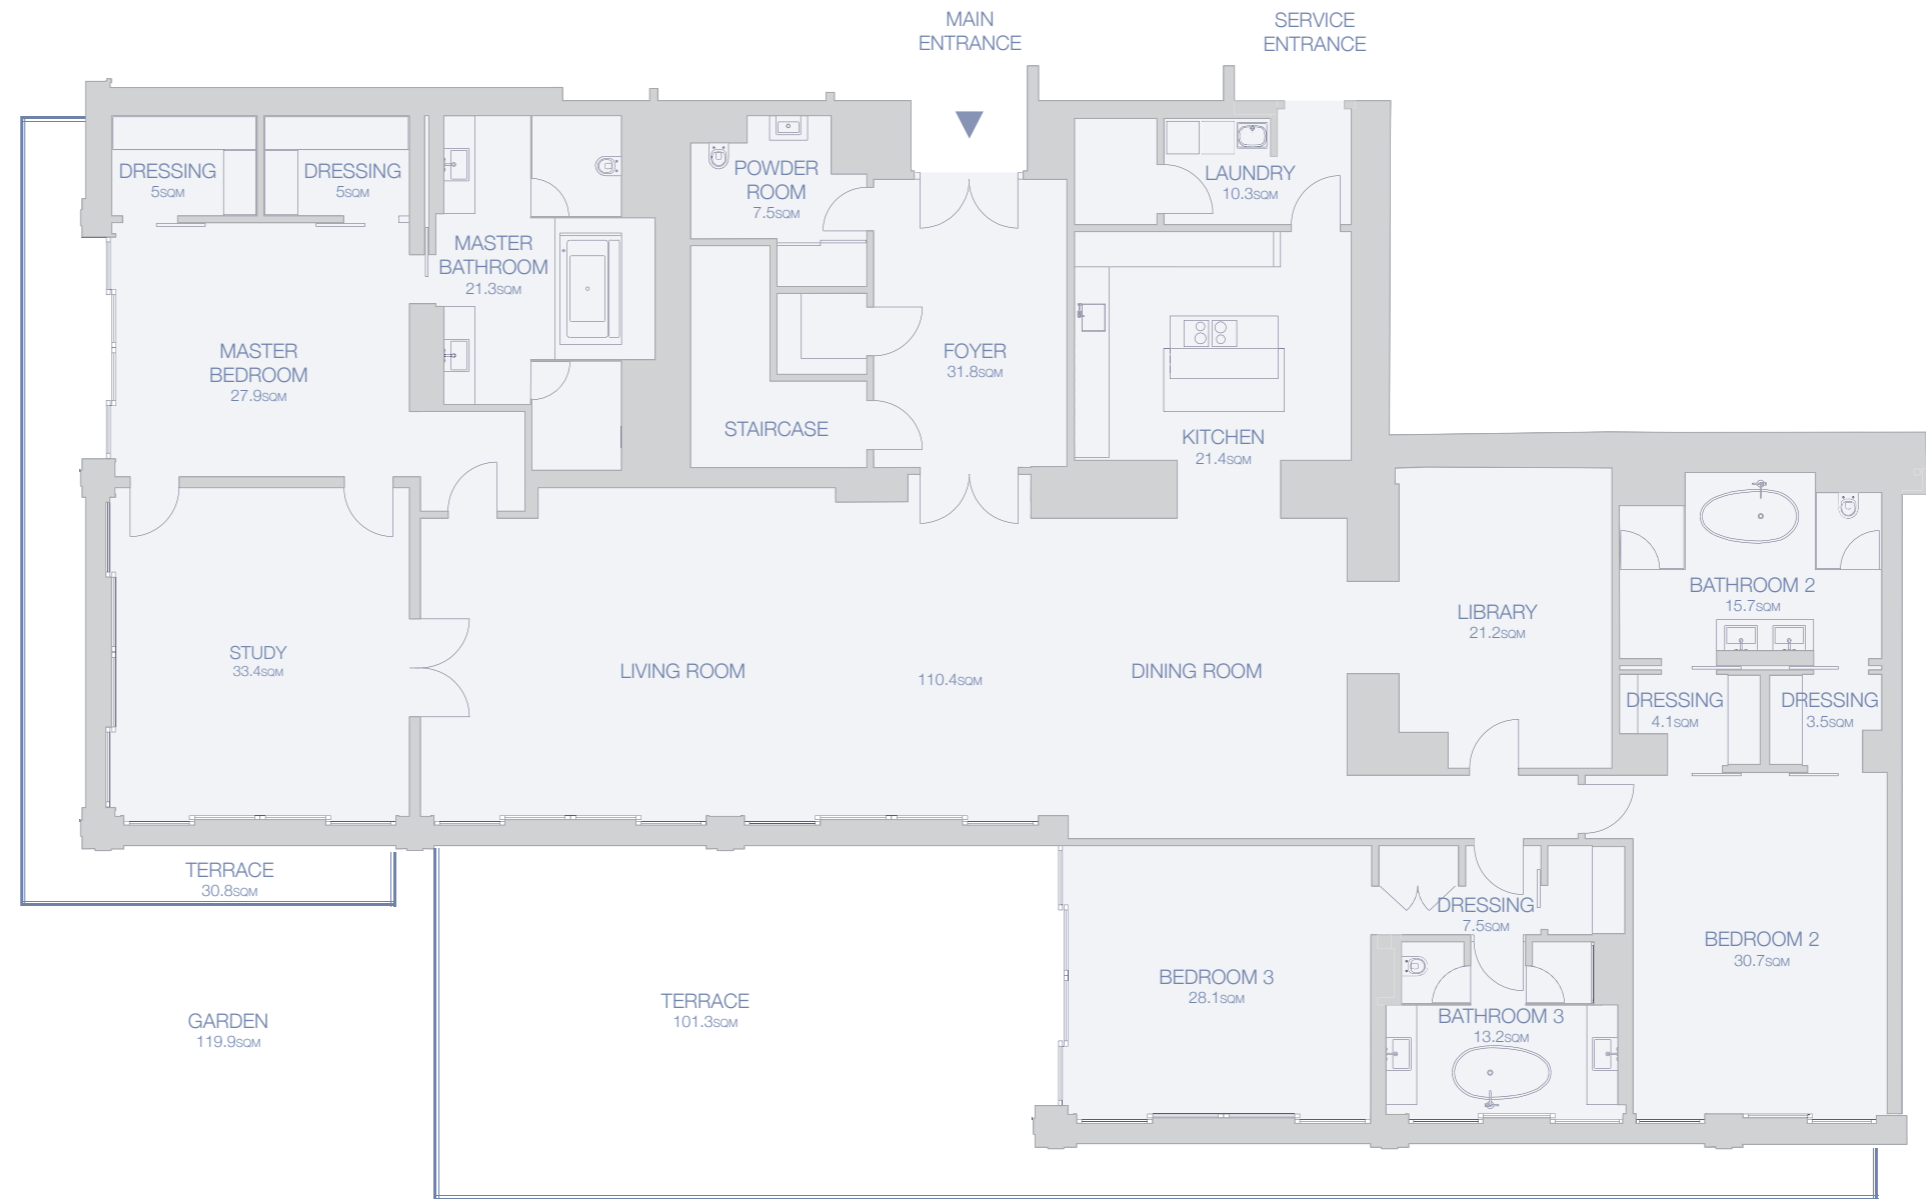 MAIN
ENTRANCE
SERVICE
ENTRANCE
DRESSING
5SQM
DRESSING
5SQM
POWDER
ROOM
7.5SQM
LAUNDRY
10.3SQM
MASTER
BATHROOM
21.3SQM
MASTER
BEDROOM
27.9SQM
FOYER
31.8SQM
STAIRCASE
KITCHEN
21.4SQM
BATHROOM 2
15.7SQM
LIBRARY
21.2SQM
STUDY
33.4SQM
LIVING ROOM
110.4SQM
DINING ROOM
DRESSING
4.1SQM
DRESSING
3.5SQM
TERRACE
30.8SQM
DRESSING
7.5SQM
BEDROOM 2
30.7SQM
BEDROOM 3
28.1SQM
TERRACE
101.3SQM
GARDEN
119.9SQM
BATHROOM 3
13.2SQM